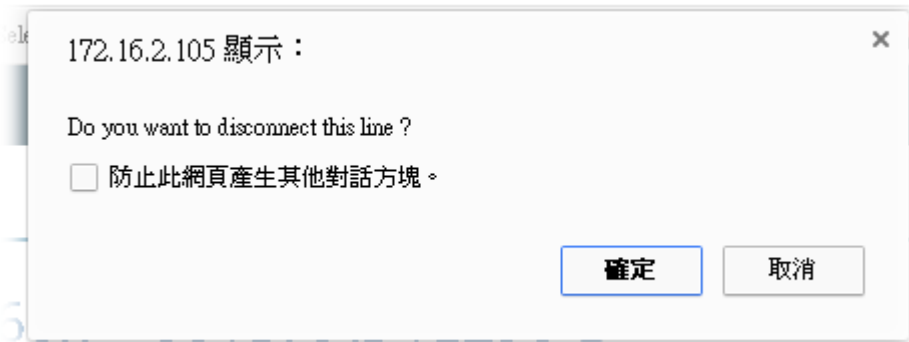 172.16.2.105 顯示：
Do you want to disconnect this line ?
防止此網頁產生其他對話方塊。
確定
取消